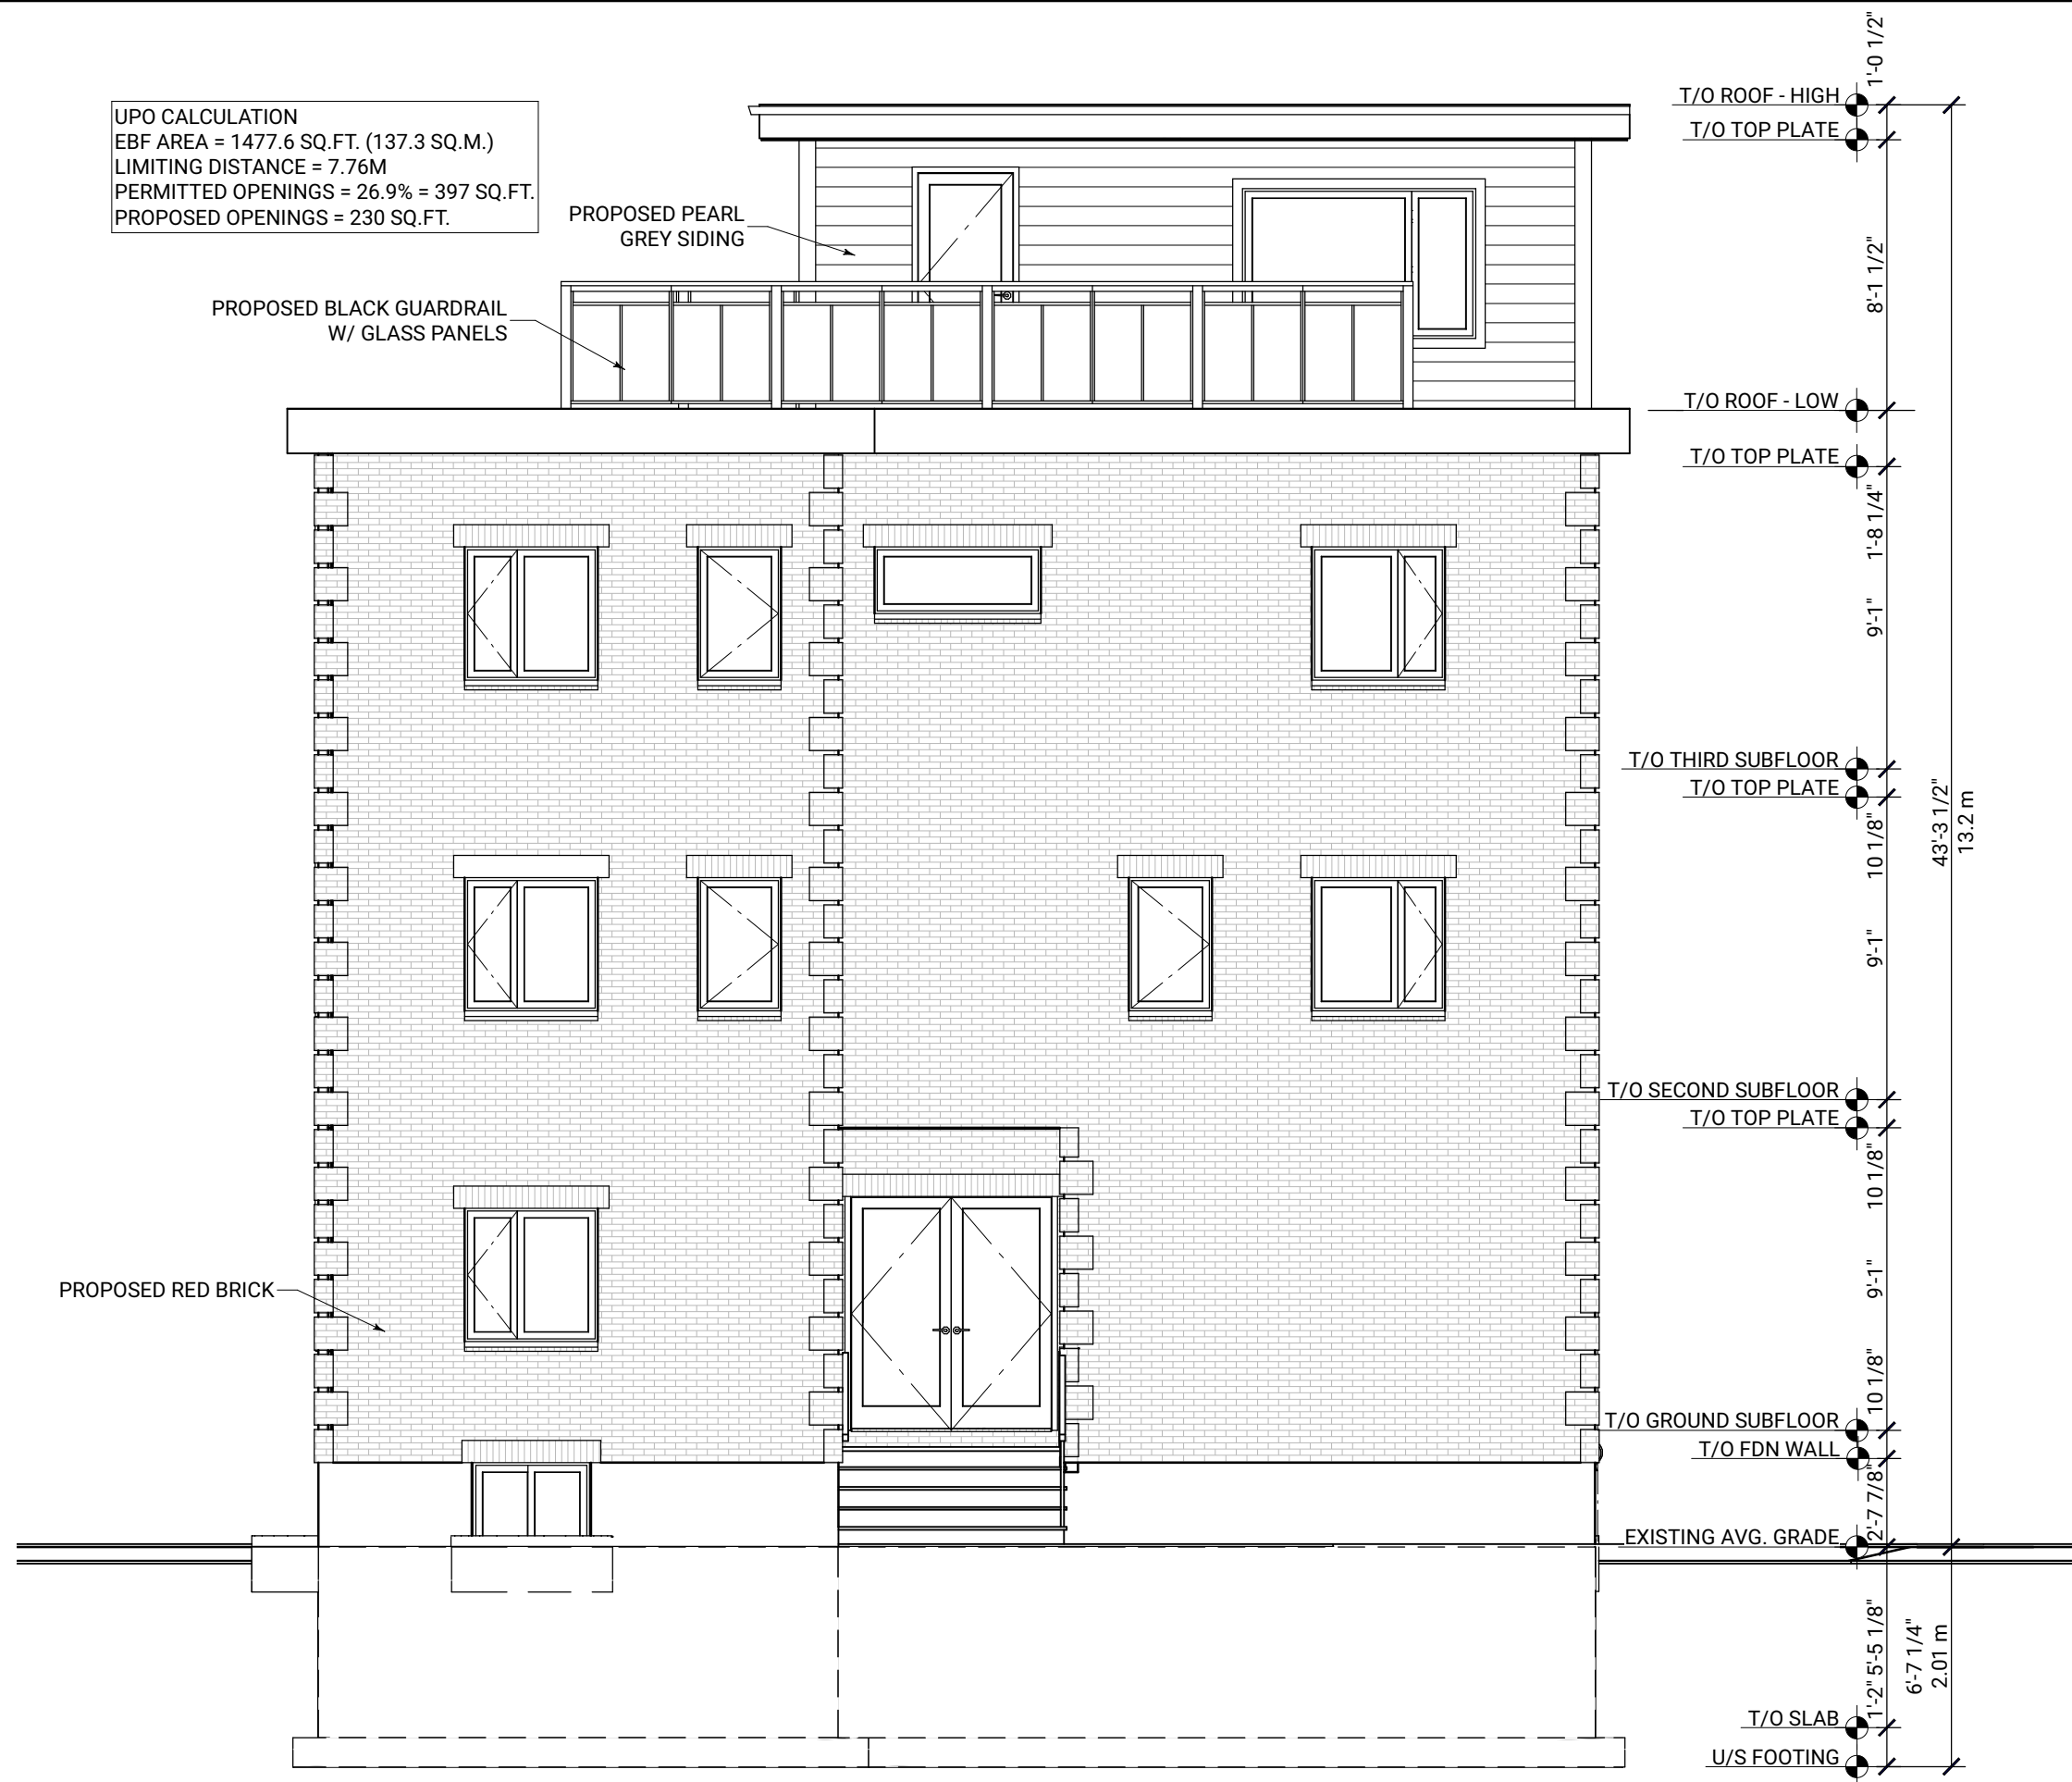 UPO CALCULATION
EBF AREA = 1477.6 SQ.FT. (137.3 SQ.M.)
LIMITING DISTANCE = 7.76M
PERMITTED OPENINGS = 26.9% = 397 SQ.FT.
PROPOSED OPENINGS = 230 SQ.FT.
PROPOSED PEARL
GREY SIDING
PROPOSED BLACK GUARDRAIL
W/ GLASS PANELS
PROPOSED RED BRICK
T/O ROOF - HIGH
T/O TOP PLATE
T/O ROOF - LOW
T/O TOP PLATE
T/O THIRD SUBFLOOR
T/O TOP PLATE
T/O SECOND SUBFLOOR
T/O TOP PLATE
T/O GROUND SUBFLOOR
T/O FDN WALL
EXISTING AVG. GRADE
T/O SLAB
U/S FOOTING
1'-0 1/2"
8'-1 1/2"
1'-8 1/4"
9'-1"
10 1/8"
9'-1"
10 1/8"
9'-1"
10 1/8"
2'-7 7/8"
5'-5 1/8"
1'-2"
43'-3 1/2"
13.2 m
6'-7 1/4"
2.01 m